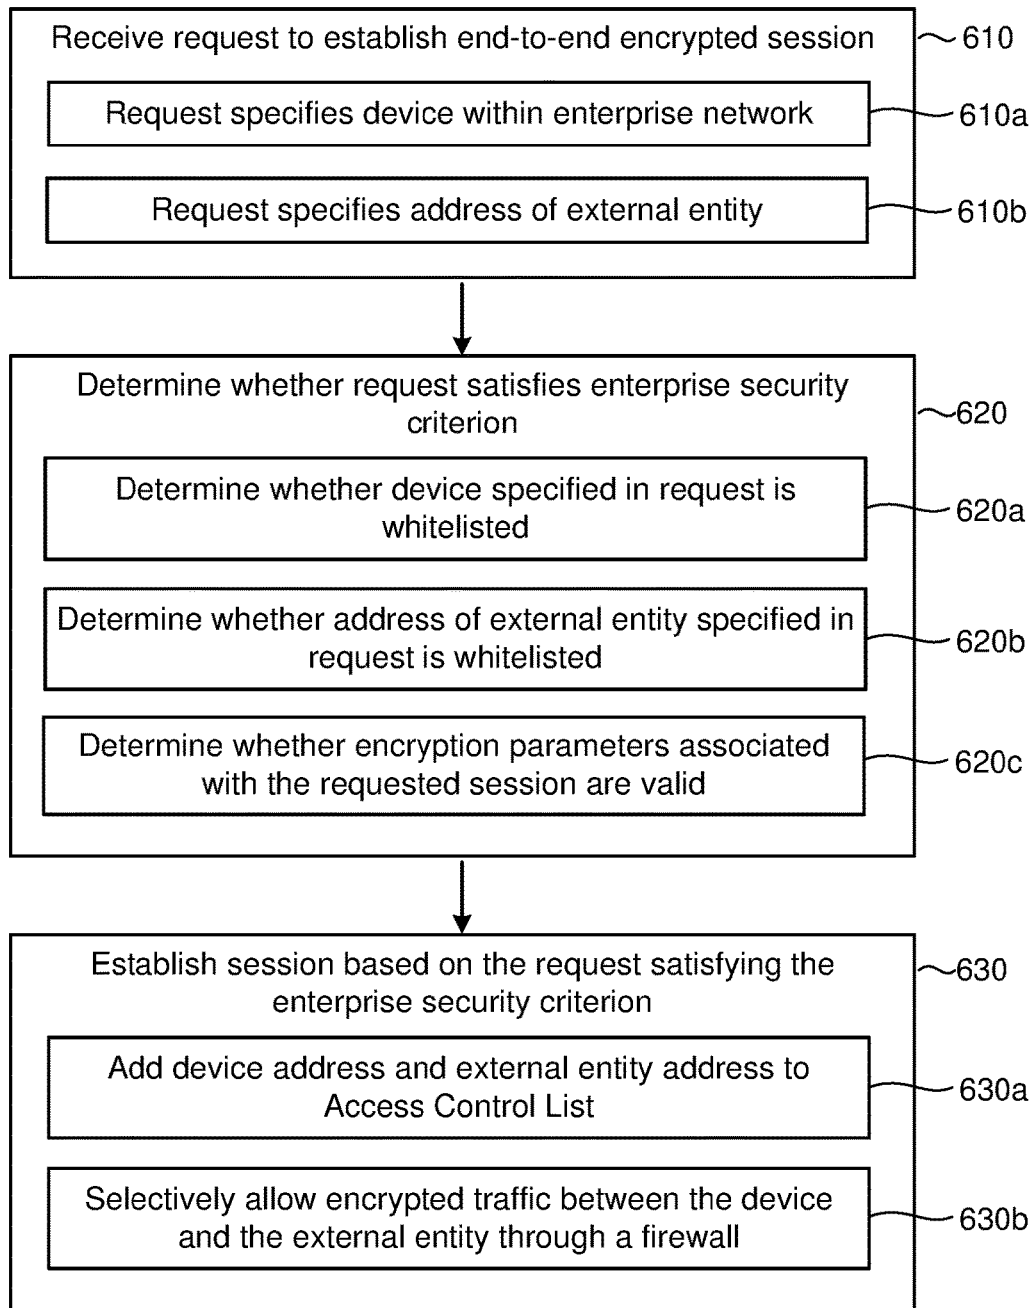 Receive request to establish end-to-end encrypted session
610
Request specifies device within enterprise network
610a
Request specifies address of external entity
610b
Determine whether request satisfies enterprise security
criterion
620
Determine whether device specified in request is
whitelisted
620a
Determine whether address of external entity specified in
request is whitelisted
620b
Determine whether encryption parameters associated
with the requested session are valid
620c
Establish session based on the request satisfying the
enterprise security criterion
630
Add device address and external entity address to
Access Control List
630a
Selectively allow encrypted traffic between the device
and the external entity through a firewall
630b